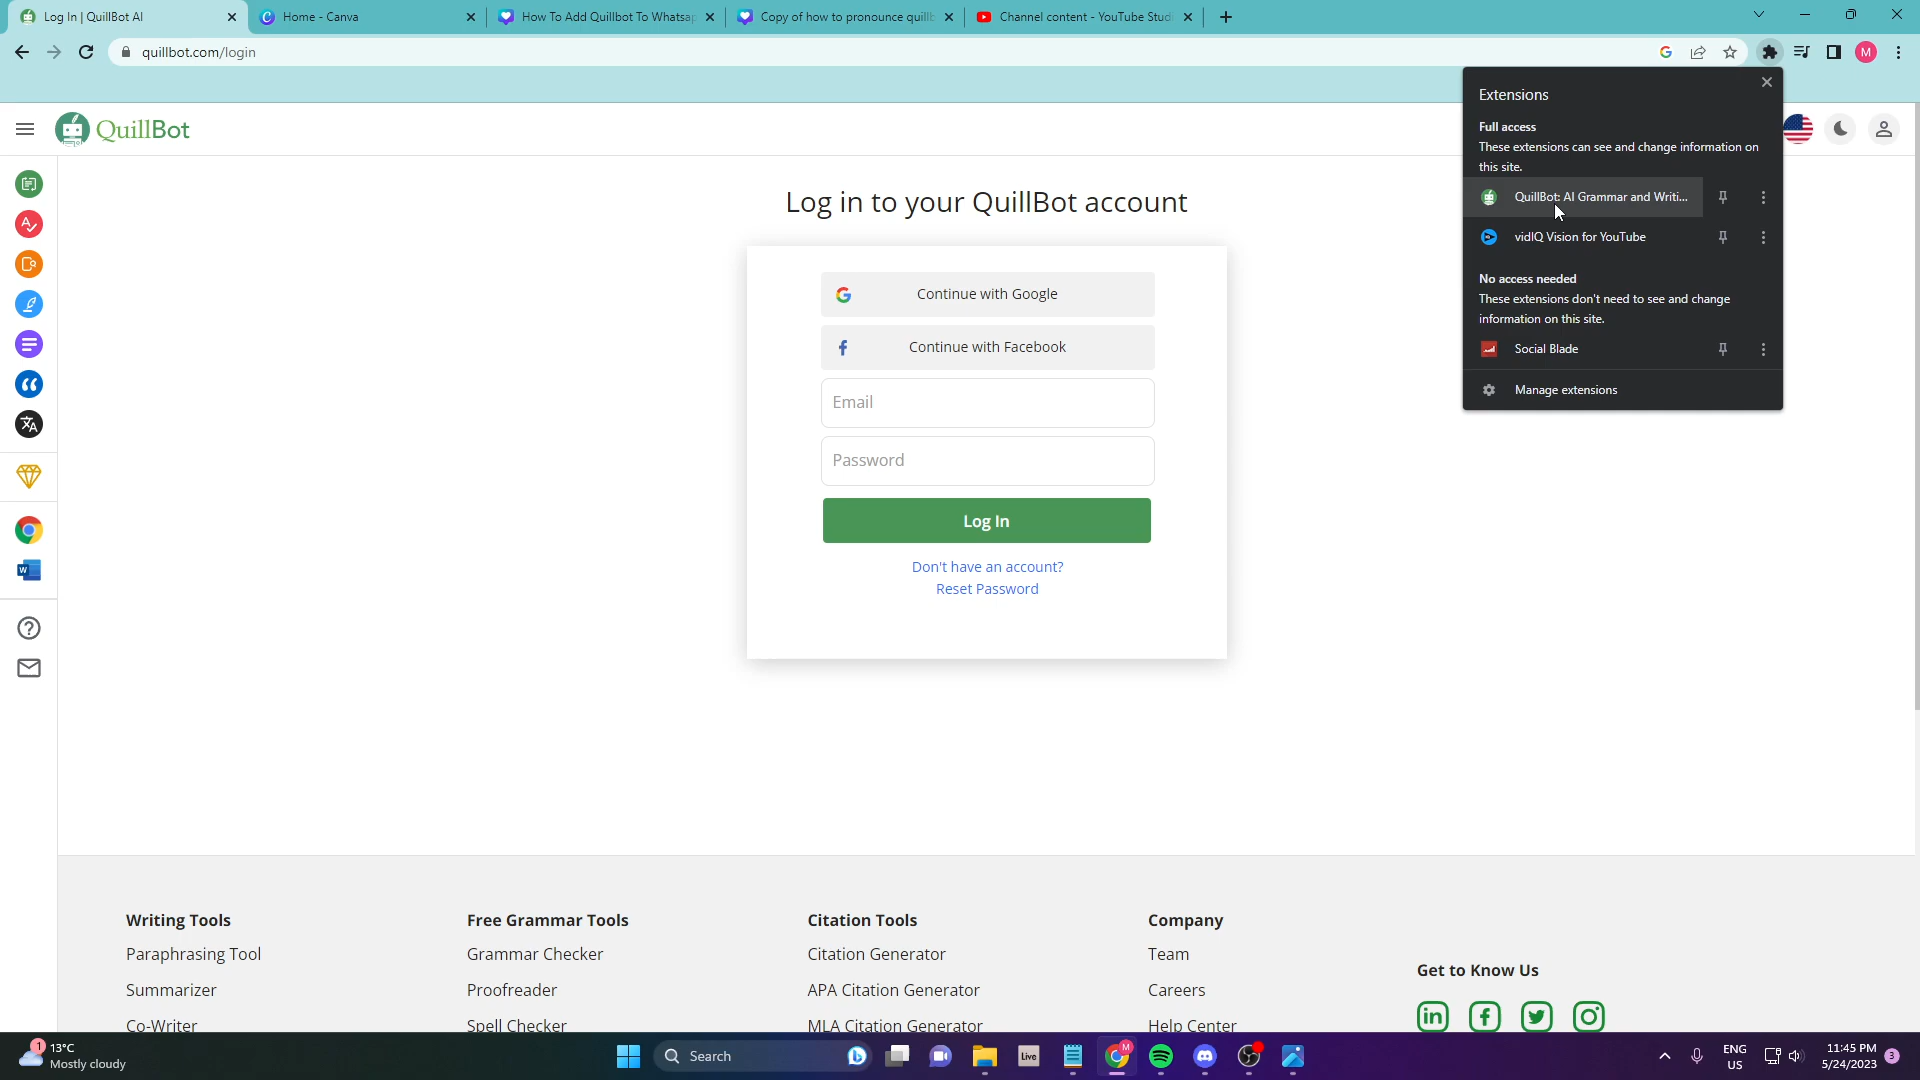 Log In | QuillBot AI
Home - Canva
How To Add Quillbot To Whatsap
Copy of how to pronounce quillb
Channel content - YouTube Stud
quillbot.com/login
M
Extensions
Full access
These extensions can see and change information on
this site.
QuillBot: AI Grammar and Writi...
vidIQ Vision for YouTube
No access needed
These extensions don't need to see and change
information on this site.
Social Blade
Manage extensions
QuillBot
Log in to your QuillBot account
Continue with Google
Continue with Facebook
Email
Password
Log In
Don't have an account?
Reset Password
Writing Tools
Paraphrasing Tool
Summarizer
Co-Writer
Free Grammar Tools
Grammar Checker
Proofreader
Spell Checker
Citation Tools
Citation Generator
APA Citation Generator
MLA Citation Generator
Company
Team
Careers
Help Center
Get to Know Us
1
13°C
Mostly cloudy
Search
Live
M
ENG
US
11:45 PM
5/24/2023
3